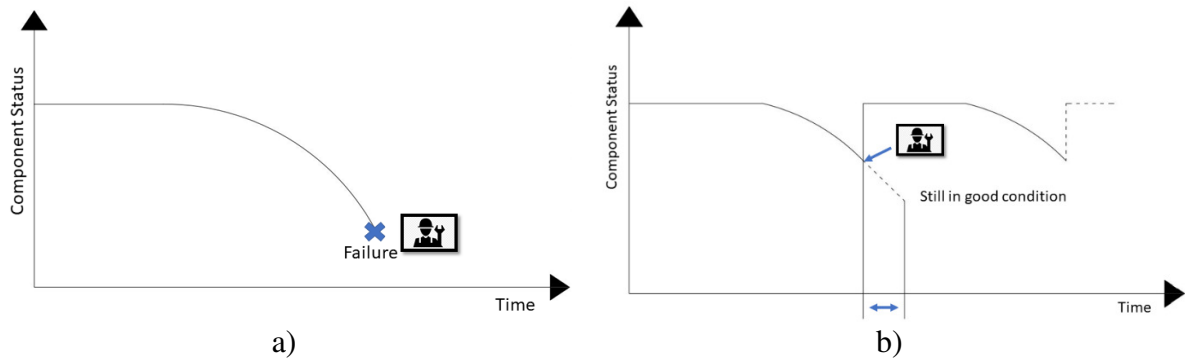 Component Status
Failure
Time
a)
Component Status
Still in good condition
Time
b)